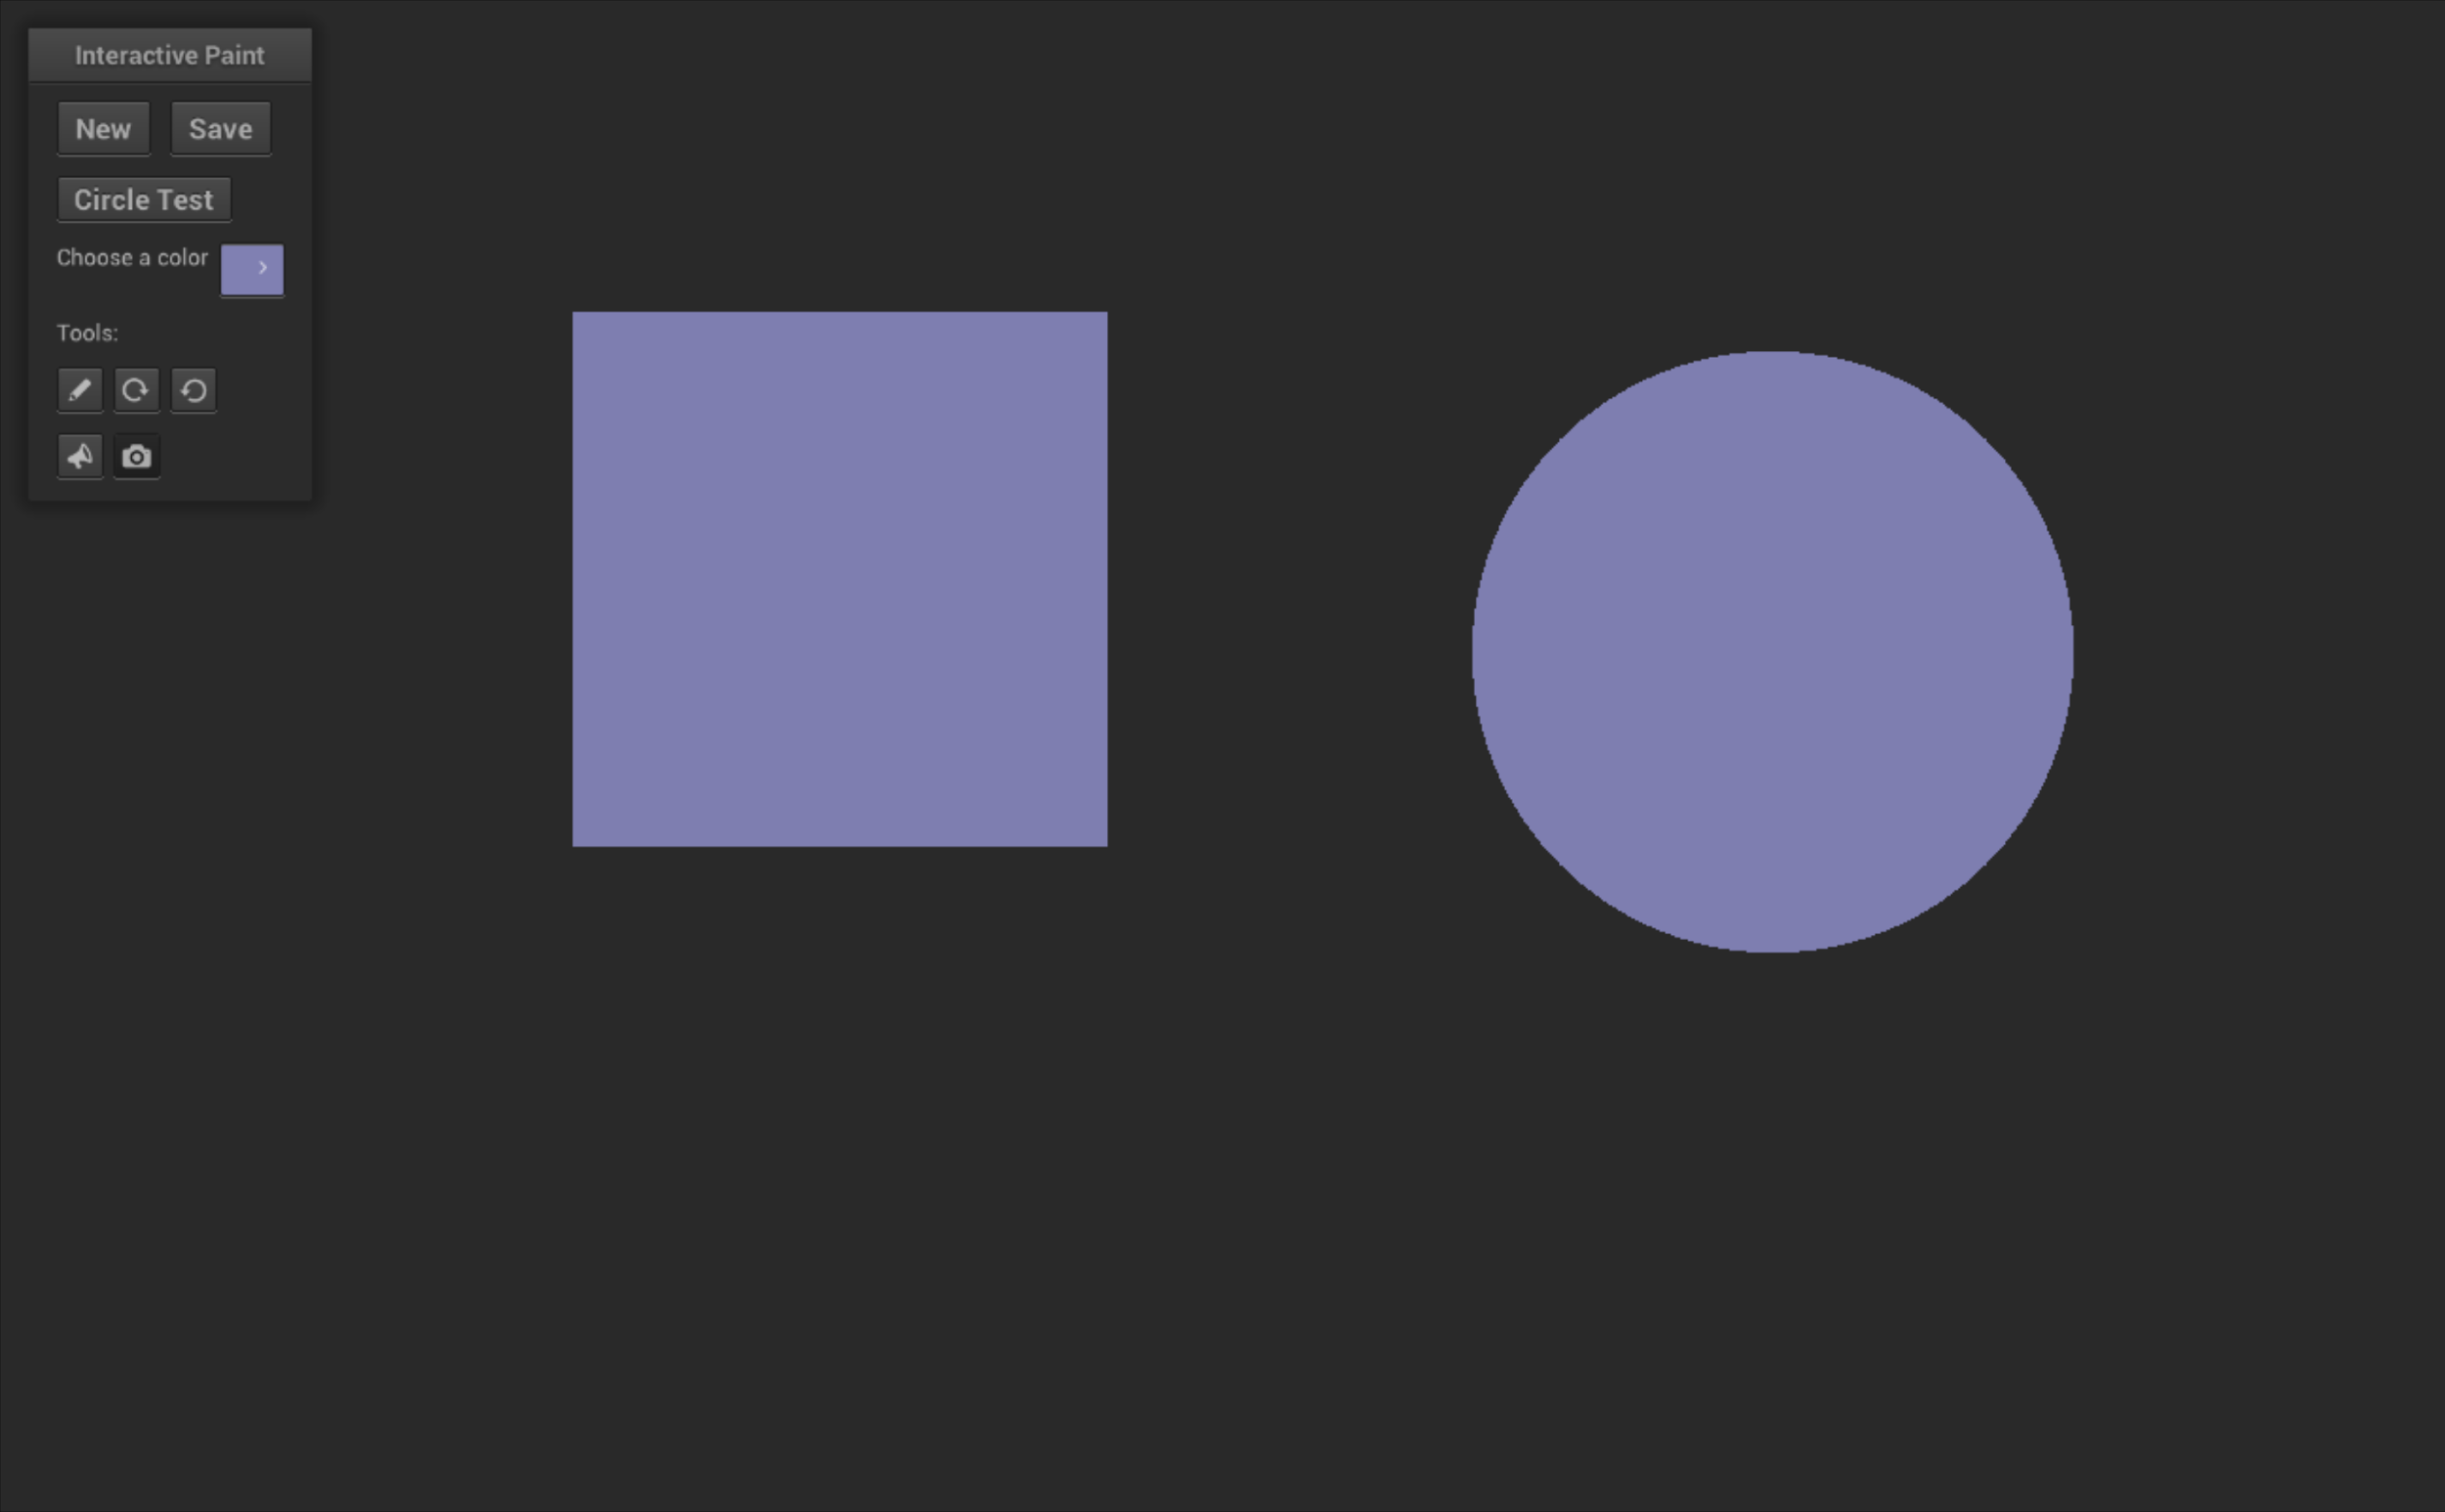 Interactive Paint
New Save
Circle Test
Choose a color
Tools: